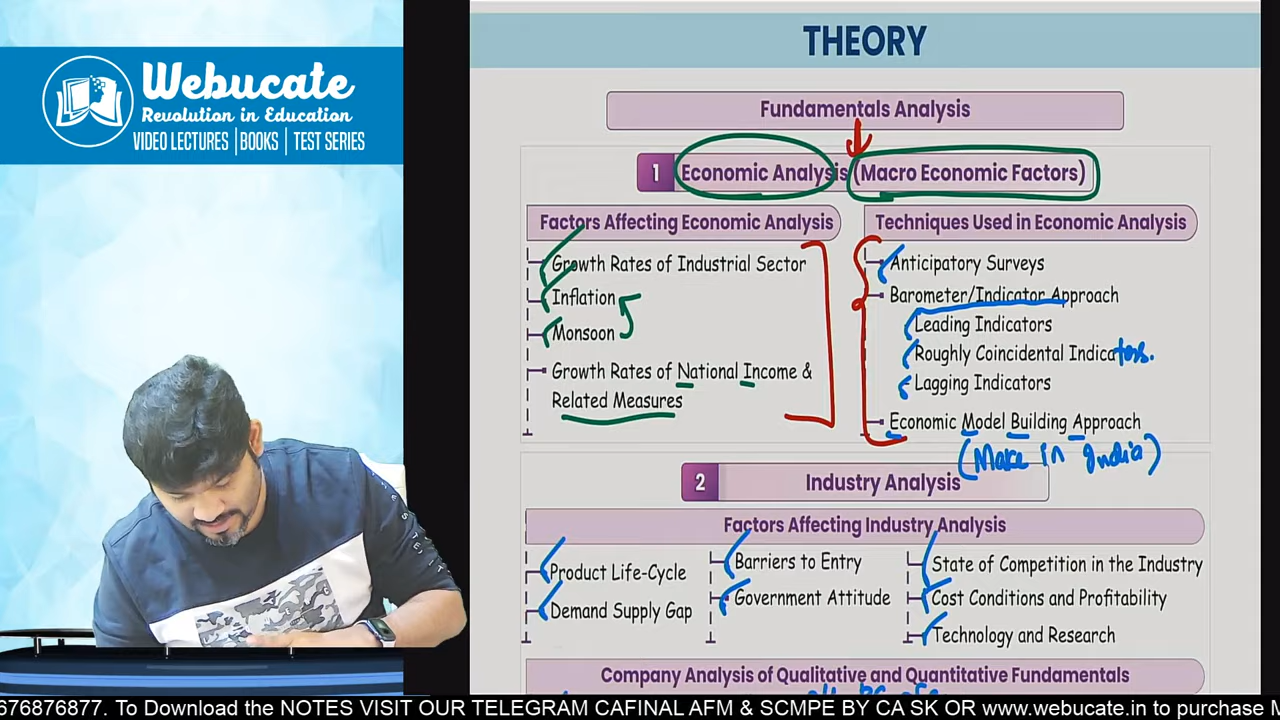 Webucate
Revolution in Education
VIDEO LECTURES | BOOKS | TEST SERIES
THEORY
Fundamentals Analysis
1 Economic Analysis (Macro Economic Factors)
Factors Affecting Economic Analysis
Growth Rates of Industrial Sector
Inflation
Monsoon
Growth Rates of National Income &
Related Measures
Techniques Used in Economic Analysis
Anticipatory Surveys
Barometer/Indicator Approach
Leading Indicators
Roughly Coincidental Indicators.
Lagging Indicators
Economic Model Building Approach
(Make in India)
2 Industry Analysis
Factors Affecting Industry Analysis
Product Life-Cycle
Demand Supply Gap
Barriers to Entry
Government Attitude
State of Competition in the Industry
Cost Conditions and Profitability
Technology and Research
Company Analysis of Qualitative and Quantitative Fundamentals
676876877. To Download the NOTES VISIT OUR TELEGRAM CAFINAL AFM & SCMPE BY CA SK OR www.webucate.in to purchase M